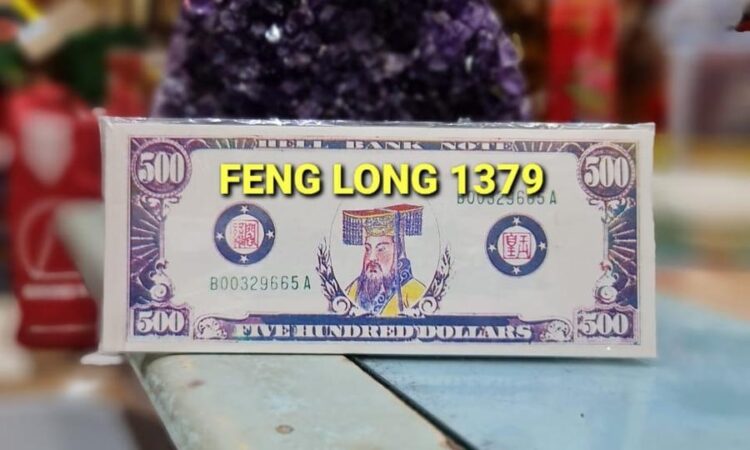 HELL BANK NOTE
500
FENG LONG 1379
500
B00329665 A
B00329665 A
500
FIVE HUNDRED DOLLARS
500